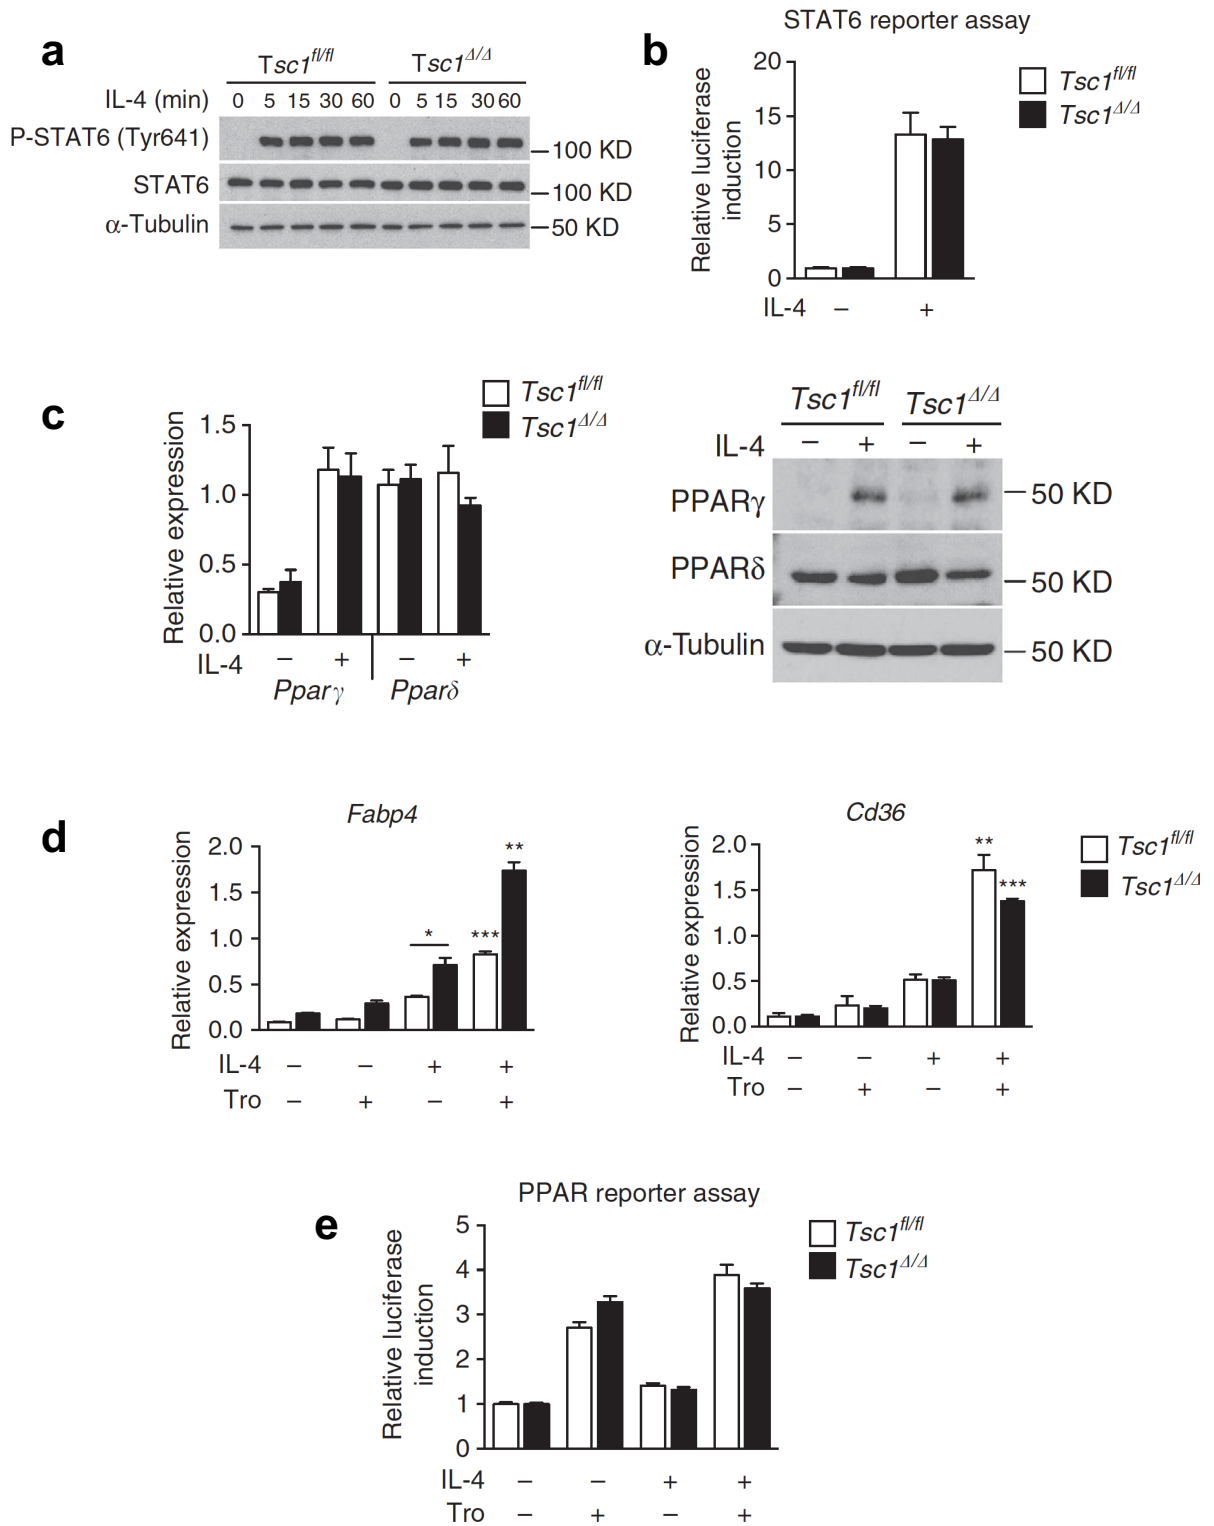 a
Tsc1fl/fl Tsc1Δ/Δ
IL-4 (min) 0 5 15 30 60 0 5 15 30 60
P-STAT6 (Tyr641) 100 KD
STAT6 100 KD
α-Tubulin 50 KD
b
STAT6 reporter assay
Relative luciferase
induction
20
15
10
5
0
IL-4 – +
Tsc1fl/fl
Tsc1Δ/Δ
c
Tsc1fl/fl
Tsc1Δ/Δ
Relative expression
1.5
1.0
0.5
0.0
IL-4 – + – +
Pparγ Pparδ
Tsc1fl/fl Tsc1Δ/Δ
IL-4 – + – +
PPARγ 50 KD
PPARδ 50 KD
α-Tubulin 50 KD
d
Fabp4
Relative expression
2.0
1.5
1.0
0.5
0.0
* *** **
IL-4 – – + +
Tro – + – +
Cd36
Relative expression
2.0
1.5
1.0
0.5
0.0
** ***
IL-4 – – + +
Tro – + – +
Tsc1fl/fl
Tsc1Δ/Δ
e
PPAR reporter assay
Relative luciferase
induction
5
4
3
2
1
0
IL-4 – – + +
Tro – + – +
Tsc1fl/fl
Tsc1Δ/Δ